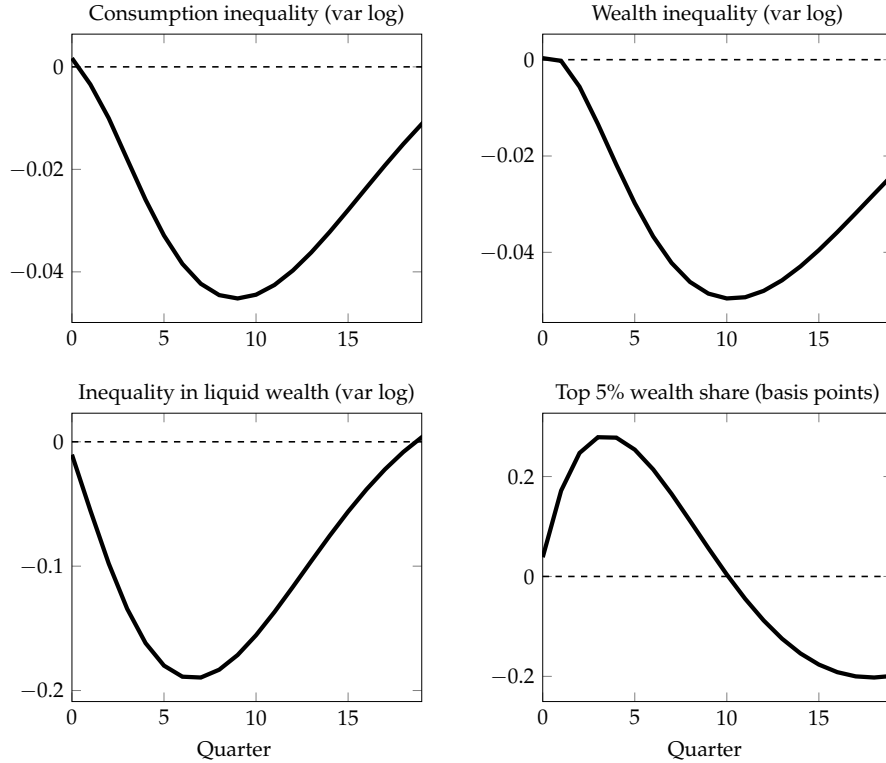 Consumption inequality (var log)
0
−0.02
−0.04
0 5 10 15
Wealth inequality (var log)
0
−0.02
−0.04
0 5 10 15
Inequality in liquid wealth (var log)
0
−0.1
−0.2
0 5 10 15
Quarter
Top 5% wealth share (basis points)
0.2
0
−0.2
0 5 10 15
Quarter